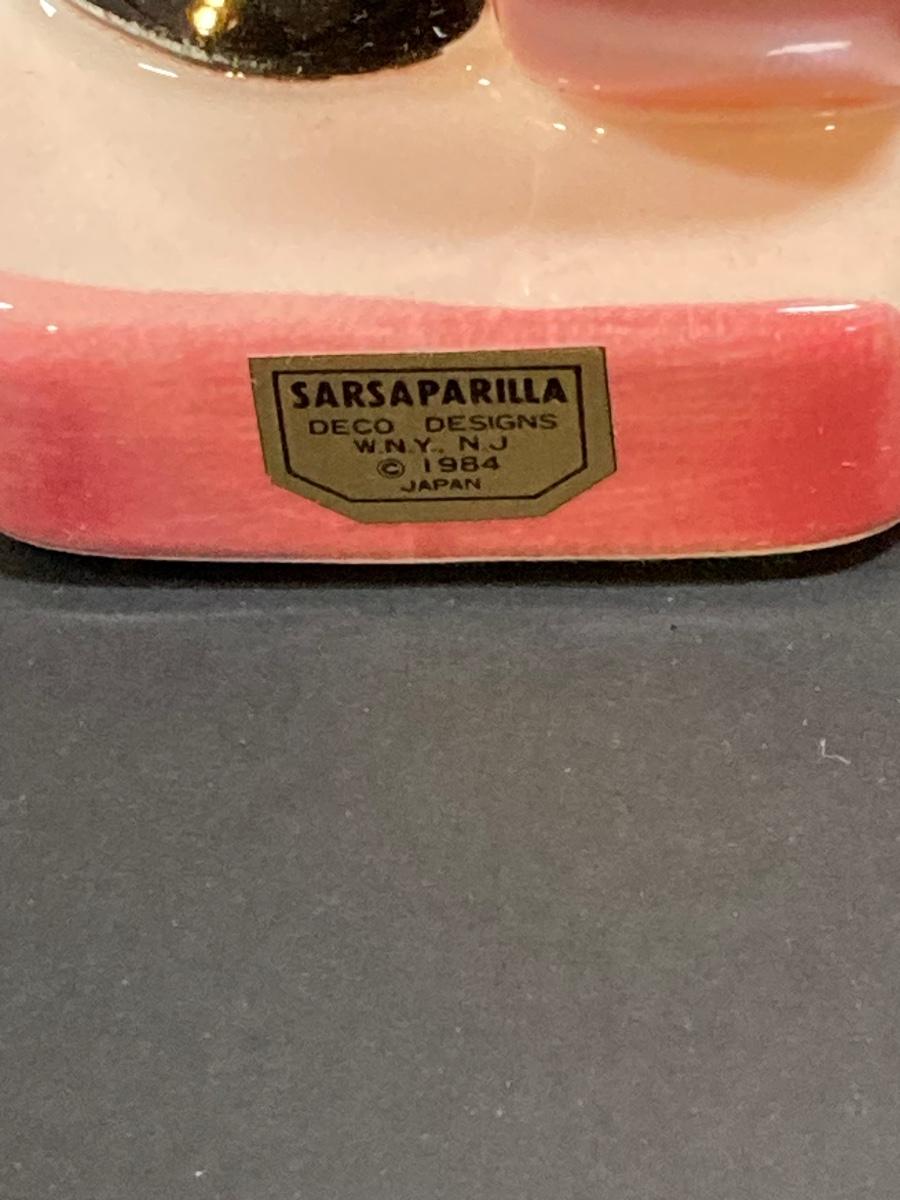 SARSAPARILLA
DECO DESIGNS
W.N.Y., N.J
© 1984
JAPAN